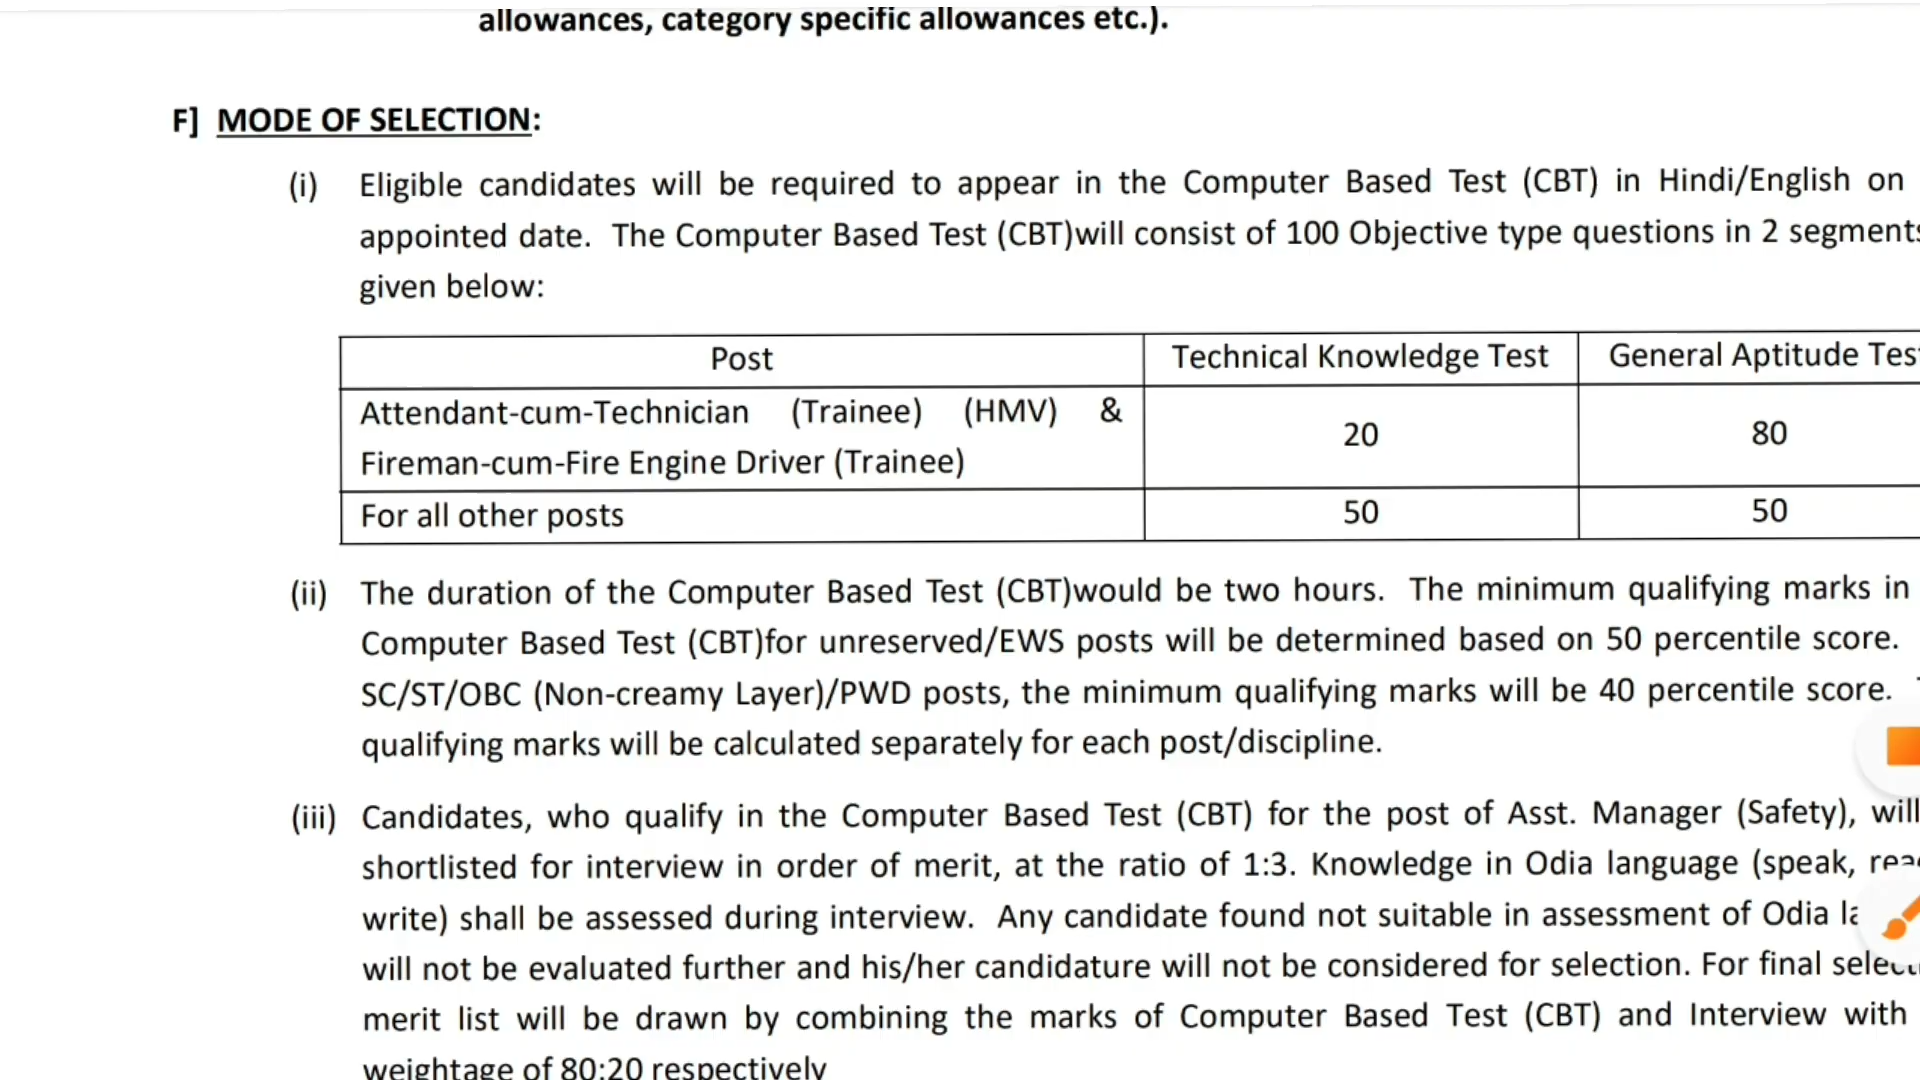 allowances, category specific allowances etc.).
F] MODE OF SELECTION:
(i) Eligible candidates will be required to appear in the Computer Based Test (CBT) in Hindi/English on
appointed date. The Computer Based Test (CBT)will consist of 100 Objective type questions in 2 segments
given below:
Post Technical Knowledge Test General Aptitude Test
Attendant-cum-Technician (Trainee) (HMV) &
Fireman-cum-Fire Engine Driver (Trainee) 20 80
For all other posts 50 50
(ii) The duration of the Computer Based Test (CBT)would be two hours. The minimum qualifying marks in
Computer Based Test (CBT)for unreserved/EWS posts will be determined based on 50 percentile score.
SC/ST/OBC (Non-creamy Layer)/PWD posts, the minimum qualifying marks will be 40 percentile score.
qualifying marks will be calculated separately for each post/discipline.
(iii) Candidates, who qualify in the Computer Based Test (CBT) for the post of Asst. Manager (Safety), will
shortlisted for interview in order of merit, at the ratio of 1:3. Knowledge in Odia language (speak,
write) shall be assessed during interview. Any candidate found not suitable in assessment of Odia
will not be evaluated further and his/her candidature will not be considered for selection. For final
merit list will be drawn by combining the marks of Computer Based Test (CBT) and Interview with
weightage of 80:20 respectively